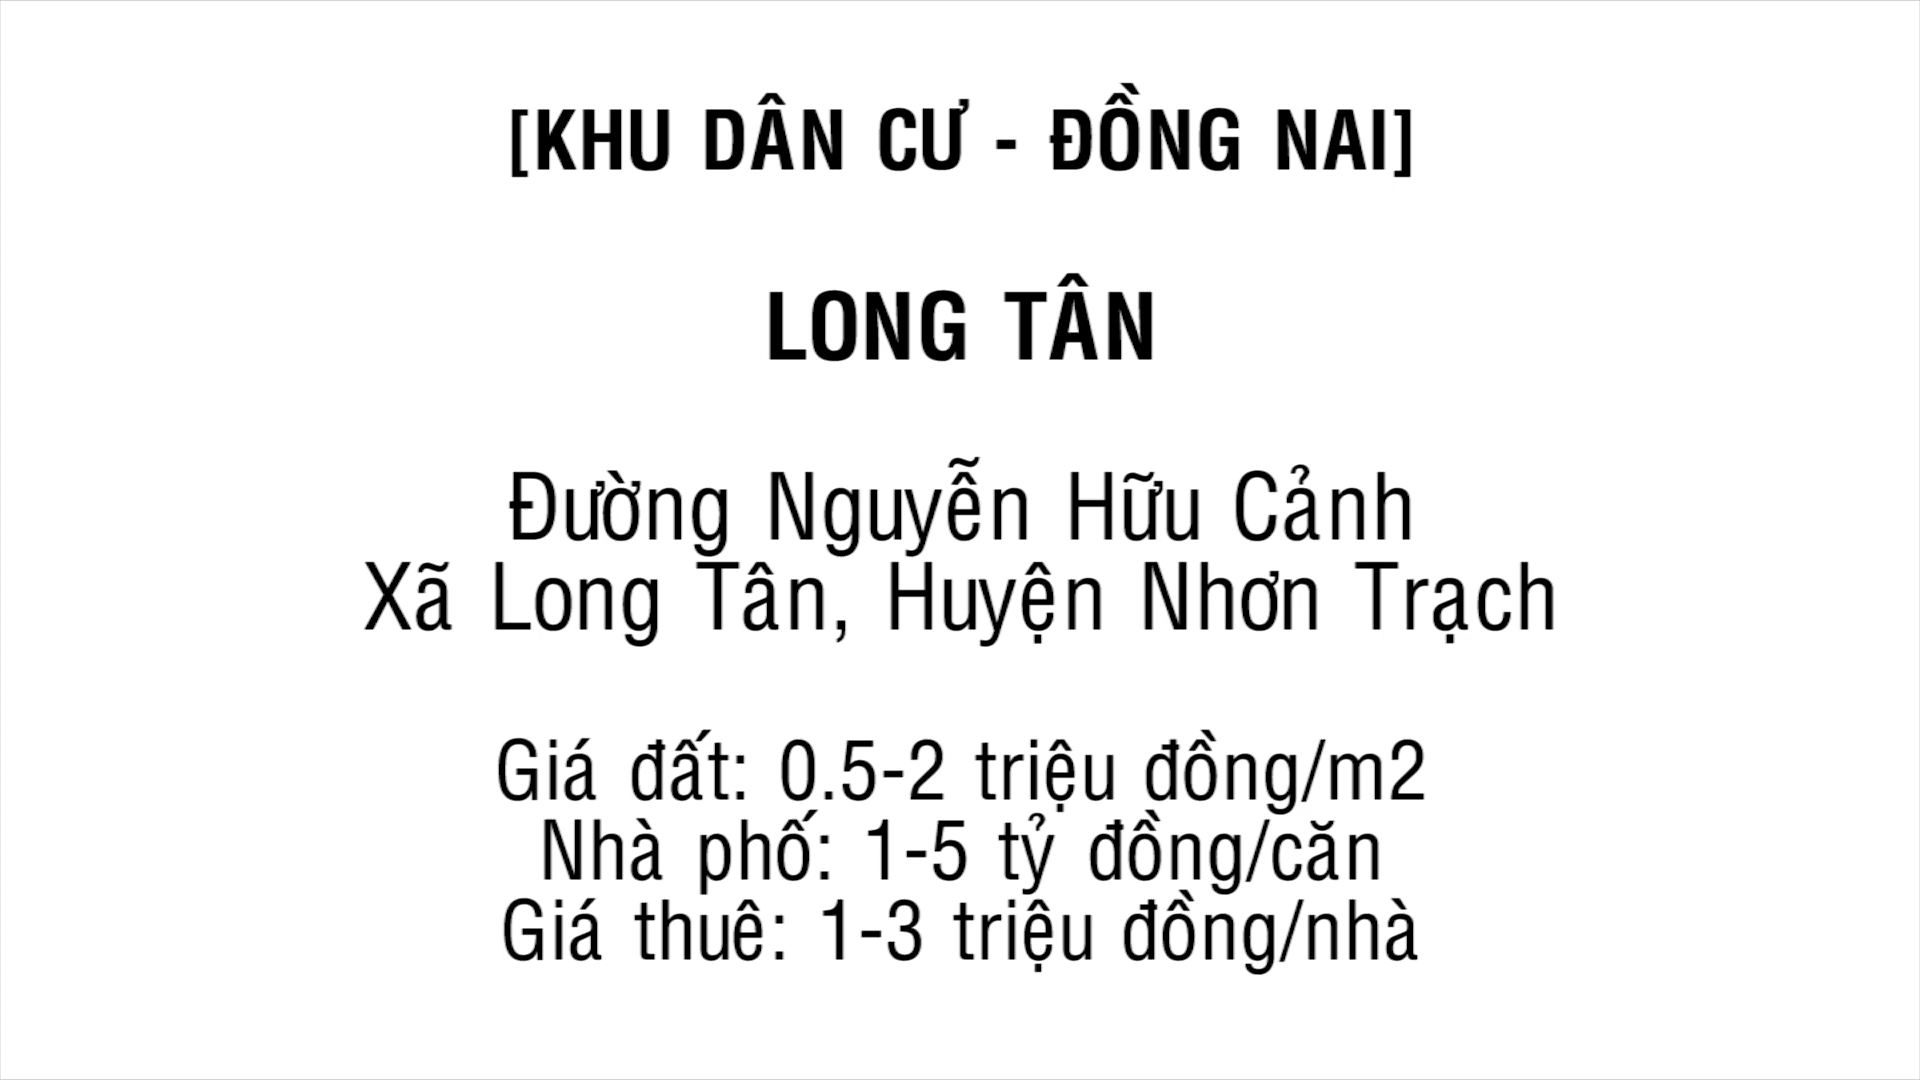 [KHU DÂN CƯ - ĐỒNG NAI]
LONG TÂN
Đường Nguyễn Hữu Cảnh
Xã Long Tân, Huyện Nhơn Trạch
Giá đất: 0.5-2 triệu đồng/m2
Nhà phố: 1-5 tỷ đồng/căn
Giá thuê: 1-3 triệu đồng/nhà